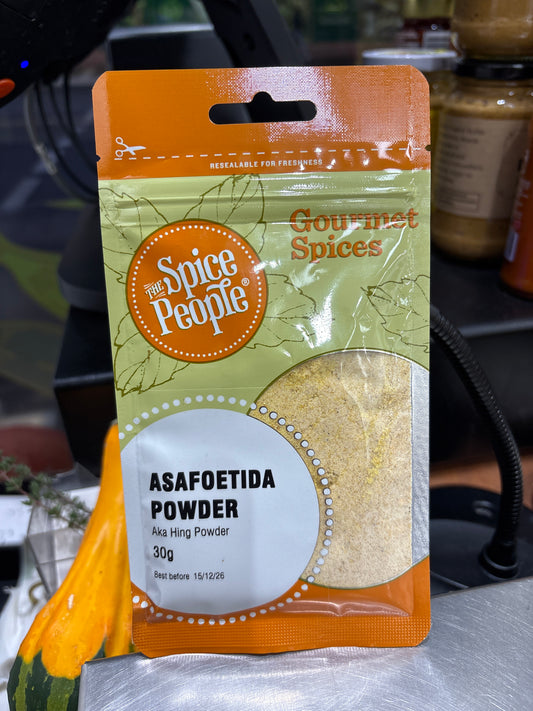 RESEALABLE FOR FRESHNESS
Gourmet
Spices
THE
Spice
People®
ASAFOETIDA
POWDER
Aka Hing Powder
30g
Best before 15/12/26